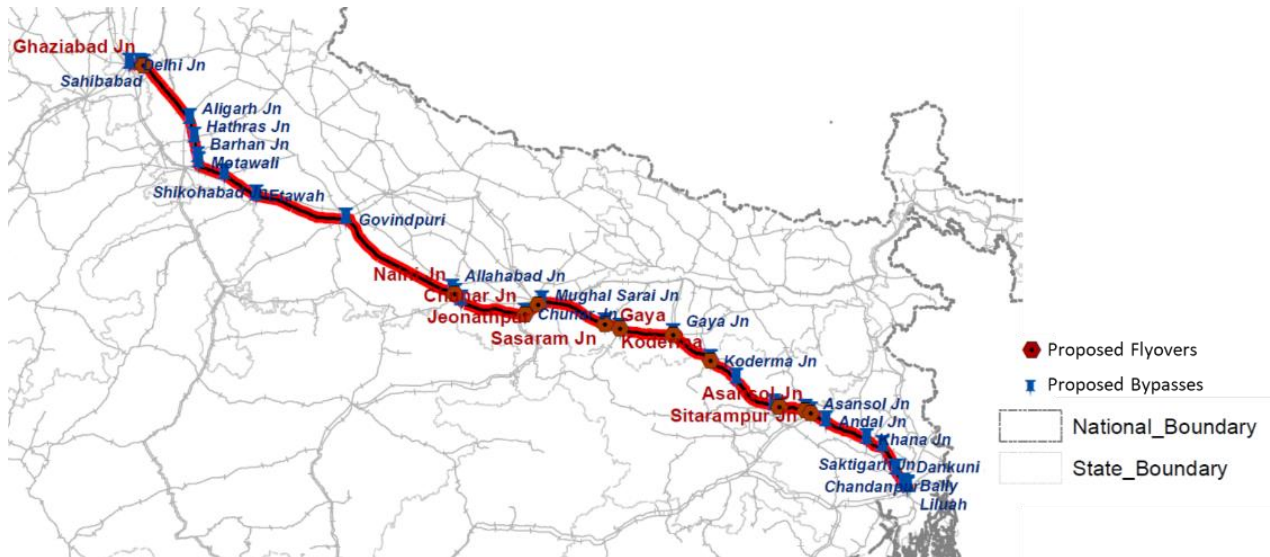 Ghaziabad Jn
Delhi Jn
Sahibabad
Aligarh Jn
Hathras Jn
Barhan Jn
Motawali
Shikohabad
Etawah
Govindpuri
Naini Jn
Allahabad Jn
Chunar Jn
Mughal Sarai Jn
Jeonathpur
Chunar Jn
Gaya
Gaya Jn
Sasaram Jn
Koderma
Koderma Jn
Asansol Jn
Asansol Jn
Sitarampur Jn
Andal Jn
Khana Jn
Saktigarh Jn
Dankuni
Chandanpur
Bally
Liluah
Proposed Flyovers
Proposed Bypasses
National_Boundary
State_Boundary